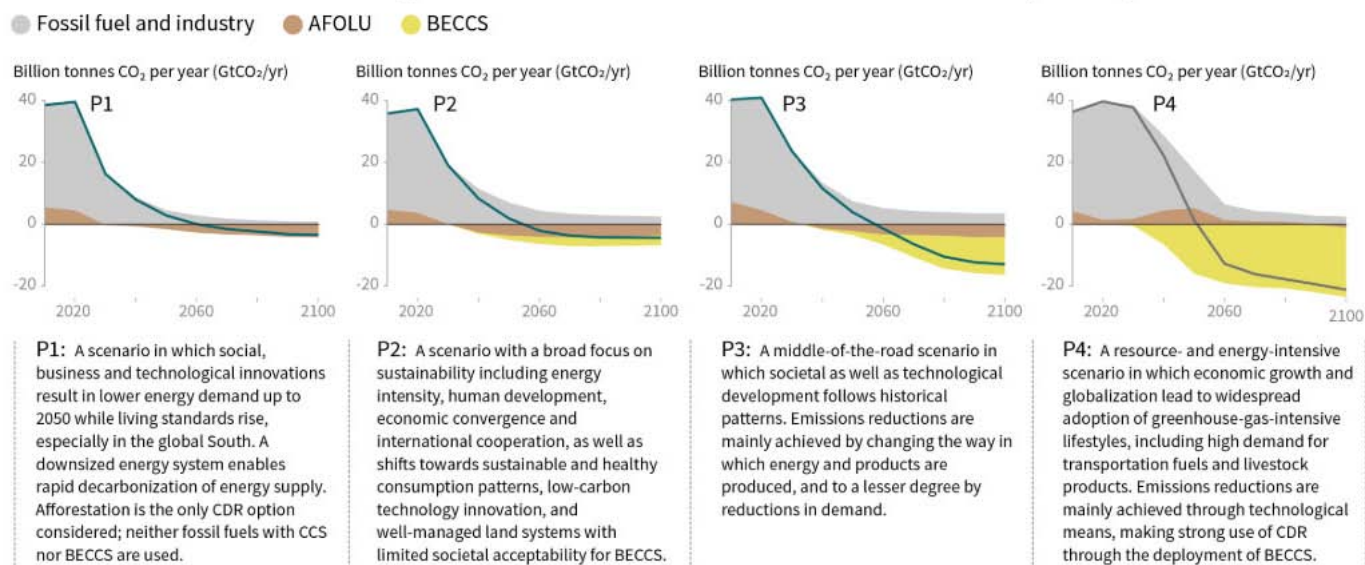 Fossil fuel and industry AFOLU BECCS
Billion tonnes CO₂ per year (GtCO₂/yr)
40
20
0
-20
P1
2020 2060 2100
Billion tonnes CO₂ per year (GtCO₂/yr)
40
20
0
-20
P2
2020 2060 2100
Billion tonnes CO₂ per year (GtCO₂/yr)
40
20
0
-20
P3
2020 2060 2100
Billion tonnes CO₂ per year (GtCO₂/yr)
40
20
0
-20
P4
2020 2060 2100
P1: A scenario in which social,
business and technological innovations
result in lower energy demand up to
2050 while living standards rise,
especially in the global South. A
downsized energy system enables
rapid decarbonization of energy supply.
Afforestation is the only CDR option
considered; neither fossil fuels with CCS
nor BECCS are used.
P2: A scenario with a broad focus on
sustainability including energy
intensity, human development,
economic convergence and
international cooperation, as well as
shifts towards sustainable and healthy
consumption patterns, low-carbon
technology innovation, and
well-managed land systems with
limited societal acceptability for BECCS.
P3: A middle-of-the-road scenario in
which societal as well as technological
development follows historical
patterns. Emissions reductions are
mainly achieved by changing the way in
which energy and products are
produced, and to a lesser degree by
reductions in demand.
P4: A resource- and energy-intensive
scenario in which economic growth and
globalization lead to widespread
adoption of greenhouse-gas-intensive
lifestyles, including high demand for
transportation fuels and livestock
products. Emissions reductions are
mainly achieved through technological
means, making strong use of CDR
through the deployment of BECCS.